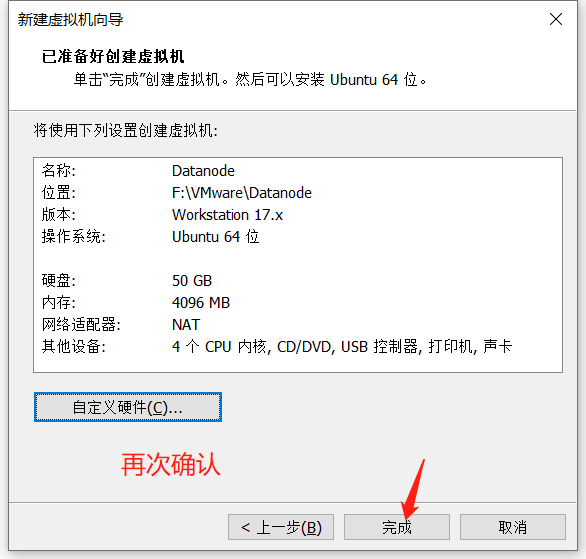 新建虚拟机向导
已准备好创建虚拟机
单击“完成”创建虚拟机。然后可以安装 Ubuntu 64 位。
将使用下列设置创建虚拟机:
名称: Datanode
位置: F:\VMware\Datanode
版本: Workstation 17.x
操作系统: Ubuntu 64 位
硬盘: 50 GB
内存: 4096 MB
网络适配器: NAT
其他设备: 4 个 CPU 内核, CD/DVD, USB 控制器, 打印机, 声卡
自定义硬件(C)...
再次确认
< 上一步(B) 完成 取消